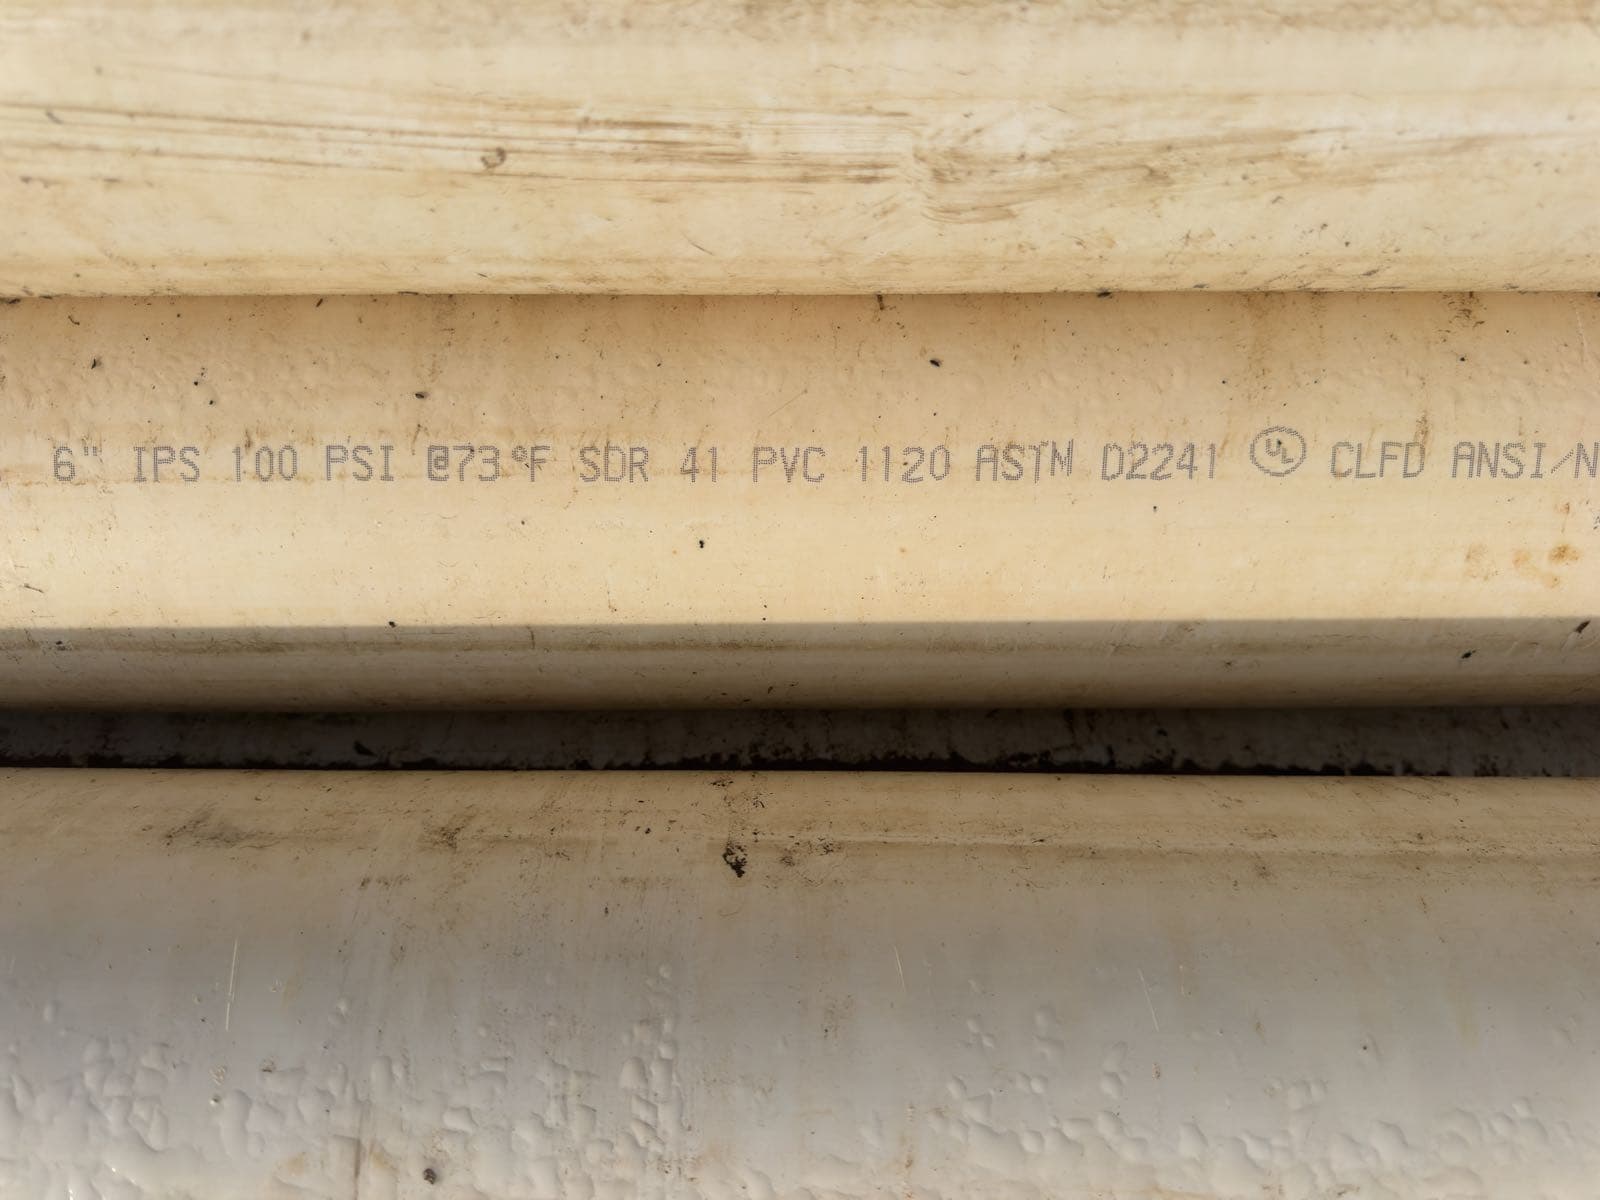 6" IPS 100 PSI @73°F SDR 41 PVC 1120 ASTM D2241 UL CLFD ANSI/N